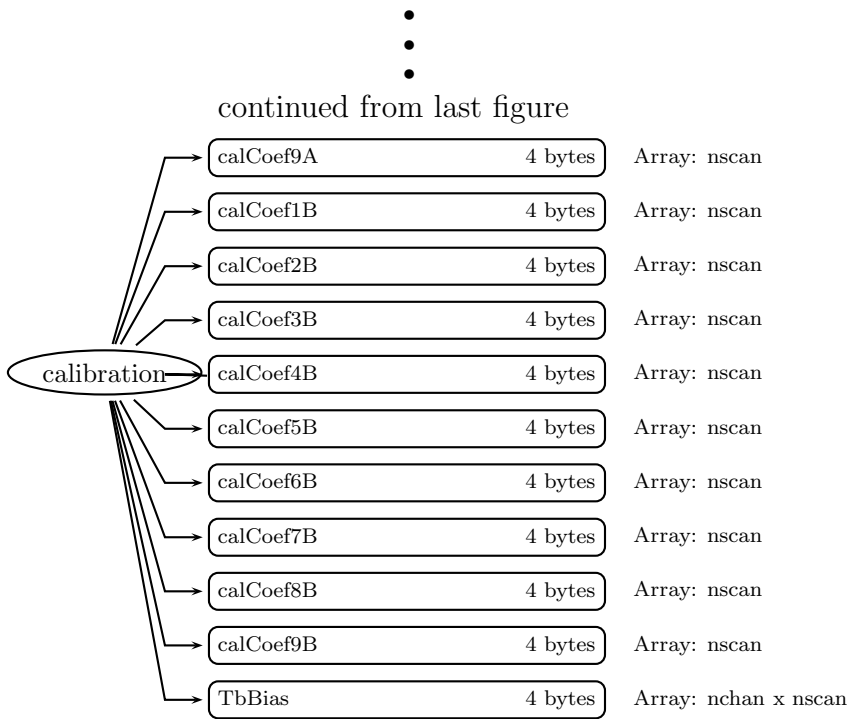 continued from last figure
calCoef9A 4 bytes Array: nscan
calCoef1B 4 bytes Array: nscan
calCoef2B 4 bytes Array: nscan
calCoef3B 4 bytes Array: nscan
calibration calCoef4B 4 bytes Array: nscan
calCoef5B 4 bytes Array: nscan
calCoef6B 4 bytes Array: nscan
calCoef7B 4 bytes Array: nscan
calCoef8B 4 bytes Array: nscan
calCoef9B 4 bytes Array: nscan
TbBias 4 bytes Array: nchan x nscan